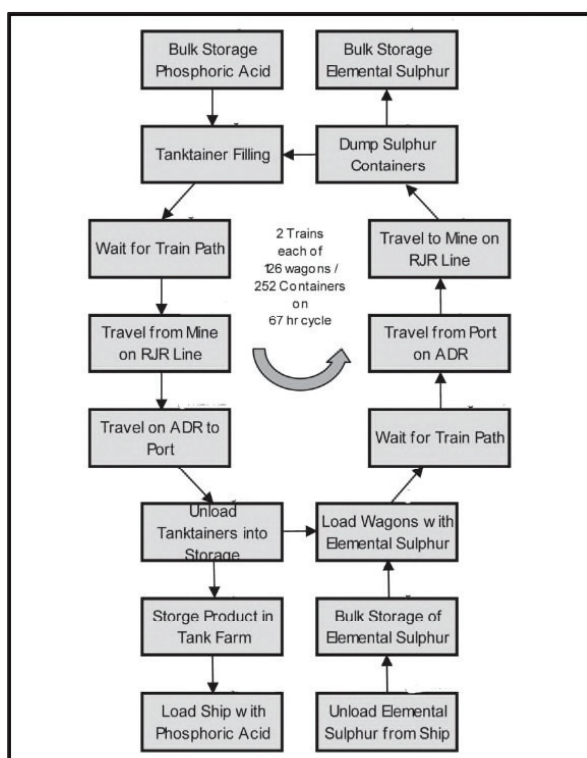 Bulk Storage
Phosphoric Acid
Bulk Storage
Elemental Sulphur
Tanktainer Filling
Dump Sulphur
Containers
Wait for Train Path
2 Trains
each of
126 wagons /
252 Containers
on
67 hr cycle
Travel to Mine on
RJR Line
Travel from Mine
on RJR Line
Travel from Port
on ADR
Travel on ADR to
Port
Wait for Train Path
Unload
Tanktainers into
Storage
Load Wagons with
Elemental Sulphur
Storge Product in
Tank Farm
Bulk Storage of
Elemental Sulphur
Load Ship with
Phosphoric Acid
Unload Elemental
Sulphur from Ship